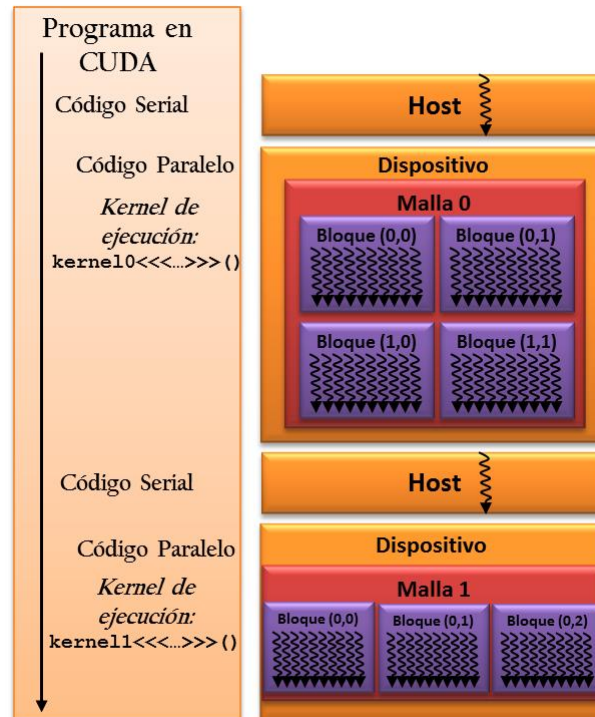 Programa en
CUDA
Código Serial
Host
Código Paralelo
Kernel de
ejecución:
kernel0<<<...>>>()
Dispositivo
Malla 0
Bloque (0,0)
Bloque (0,1)
Bloque (1,0)
Bloque (1,1)
Código Serial
Host
Código Paralelo
Kernel de
ejecución:
kernel1<<<...>>>()
Dispositivo
Malla 1
Bloque (0,0)
Bloque (0,1)
Bloque (0,2)